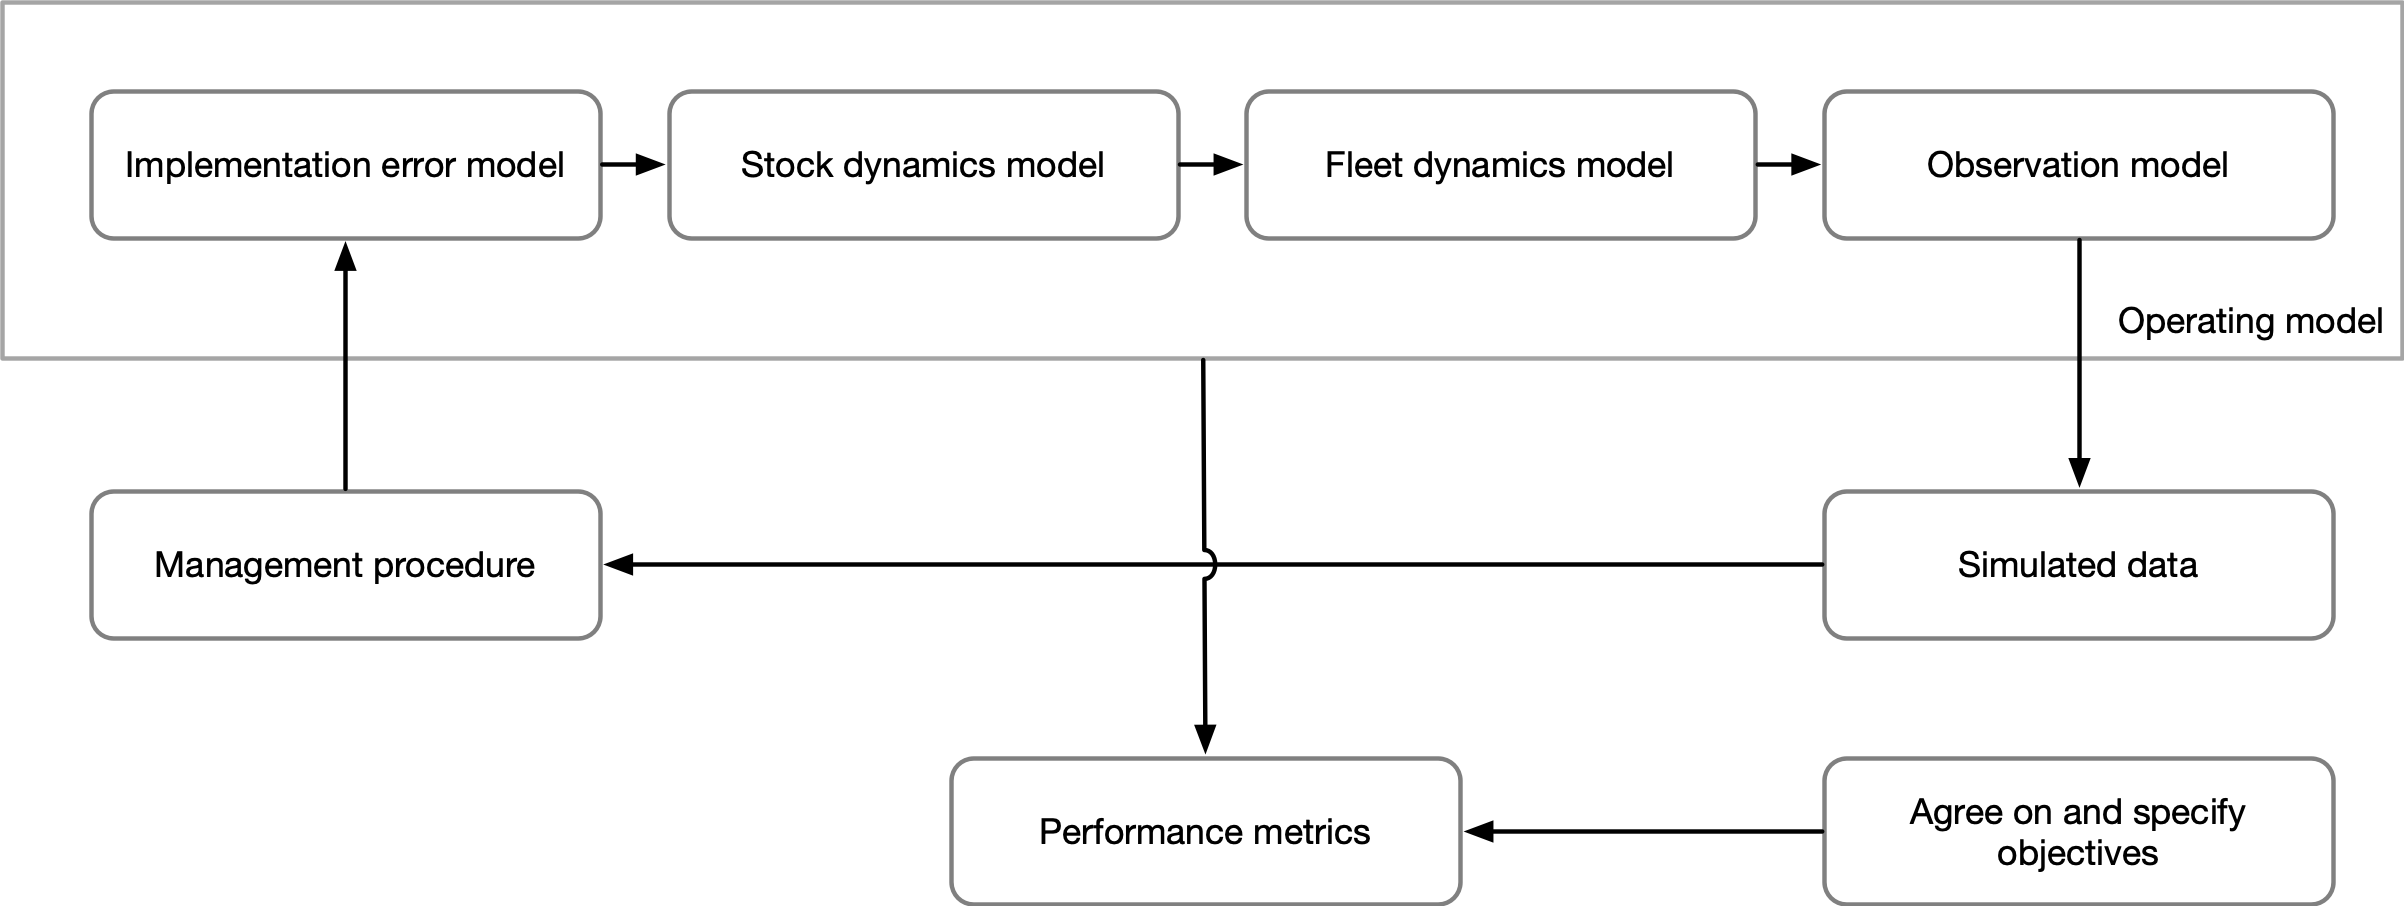 Implementation error model
Stock dynamics model
Fleet dynamics model
Observation model
Operating model
Management procedure
Simulated data
Performance metrics
Agree on and specify
objectives